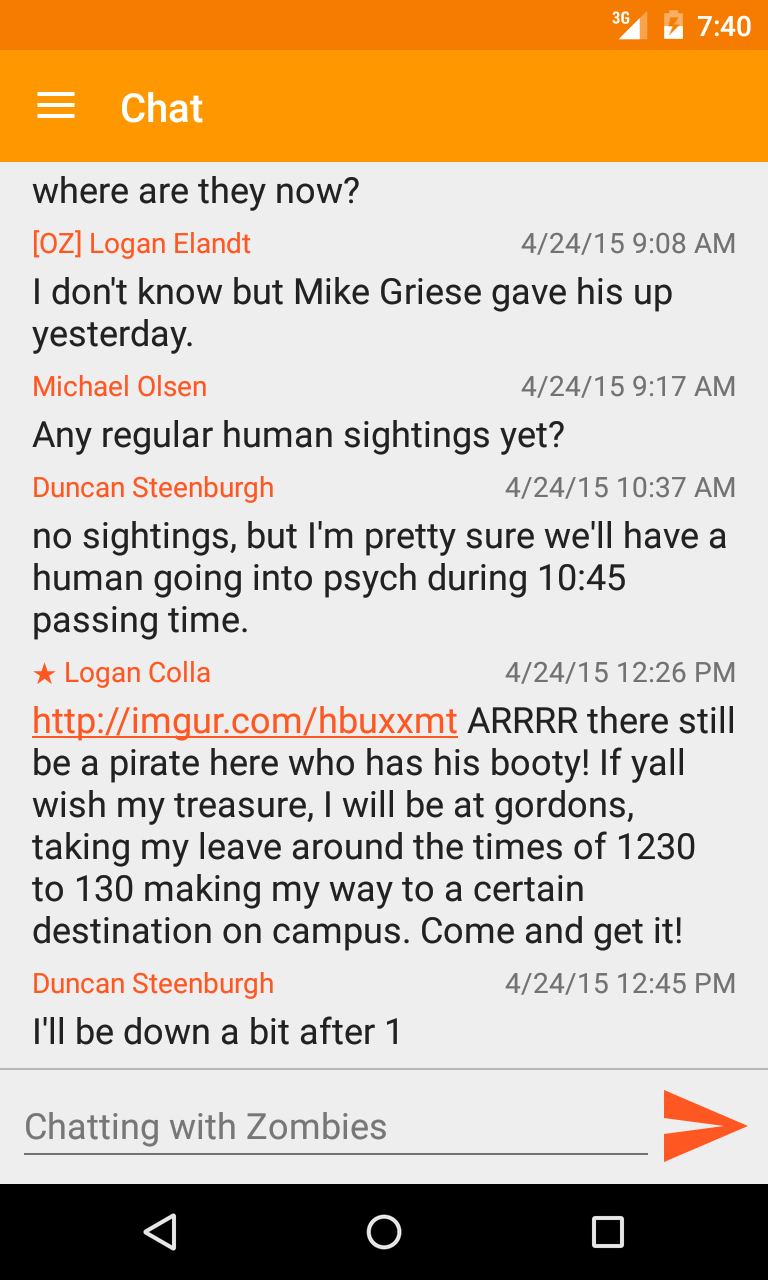 3G 7:40
Chat
where are they now?
[OZ] Logan Elandt 4/24/15 9:08 AM
I don't know but Mike Griese gave his up
yesterday.
Michael Olsen 4/24/15 9:17 AM
Any regular human sightings yet?
Duncan Steenburgh 4/24/15 10:37 AM
no sightings, but I'm pretty sure we'll have a
human going into psych during 10:45
passing time.
★ Logan Colla 4/24/15 12:26 PM
http://imgur.com/hbuxxmt ARRRR there still
be a pirate here who has his booty! If yall
wish my treasure, I will be at gordons,
taking my leave around the times of 1230
to 130 making my way to a certain
destination on campus. Come and get it!
Duncan Steenburgh 4/24/15 12:45 PM
I'll be down a bit after 1
Chatting with Zombies